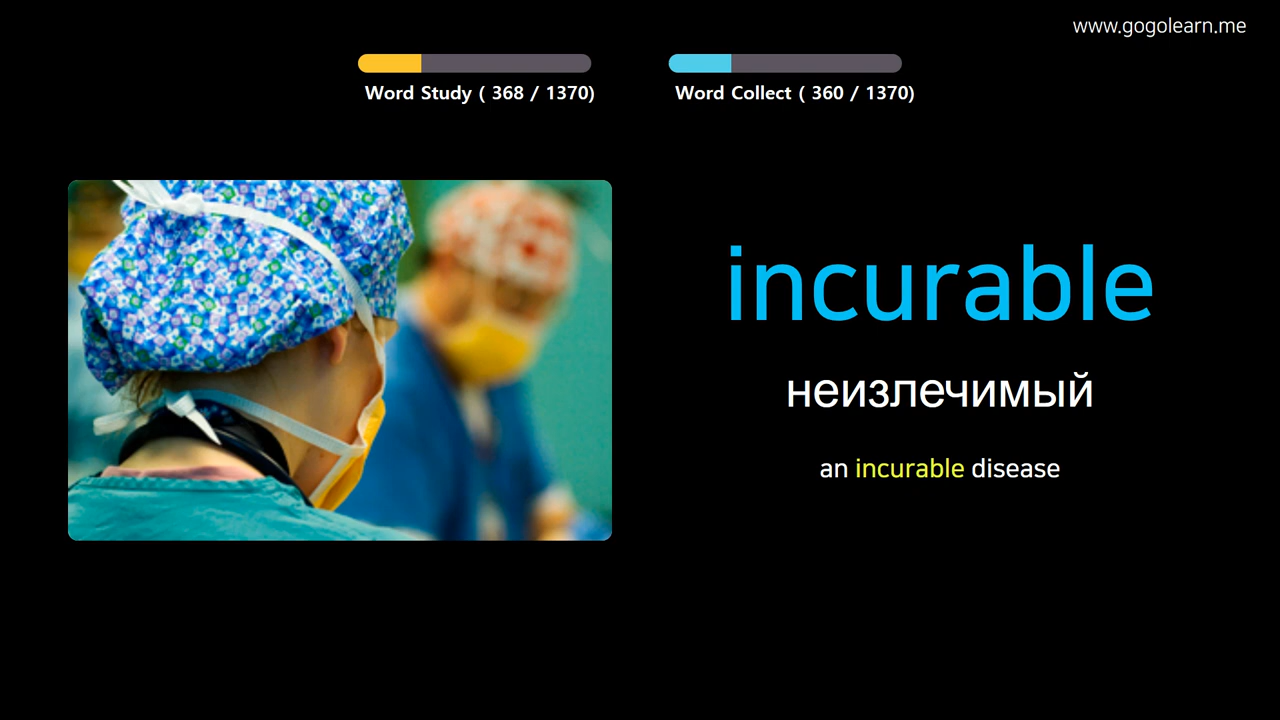 www.gogolearn.me
Word Study ( 368 / 1370)
Word Collect ( 360 / 1370)
incurable
неизлечимый
an incurable disease